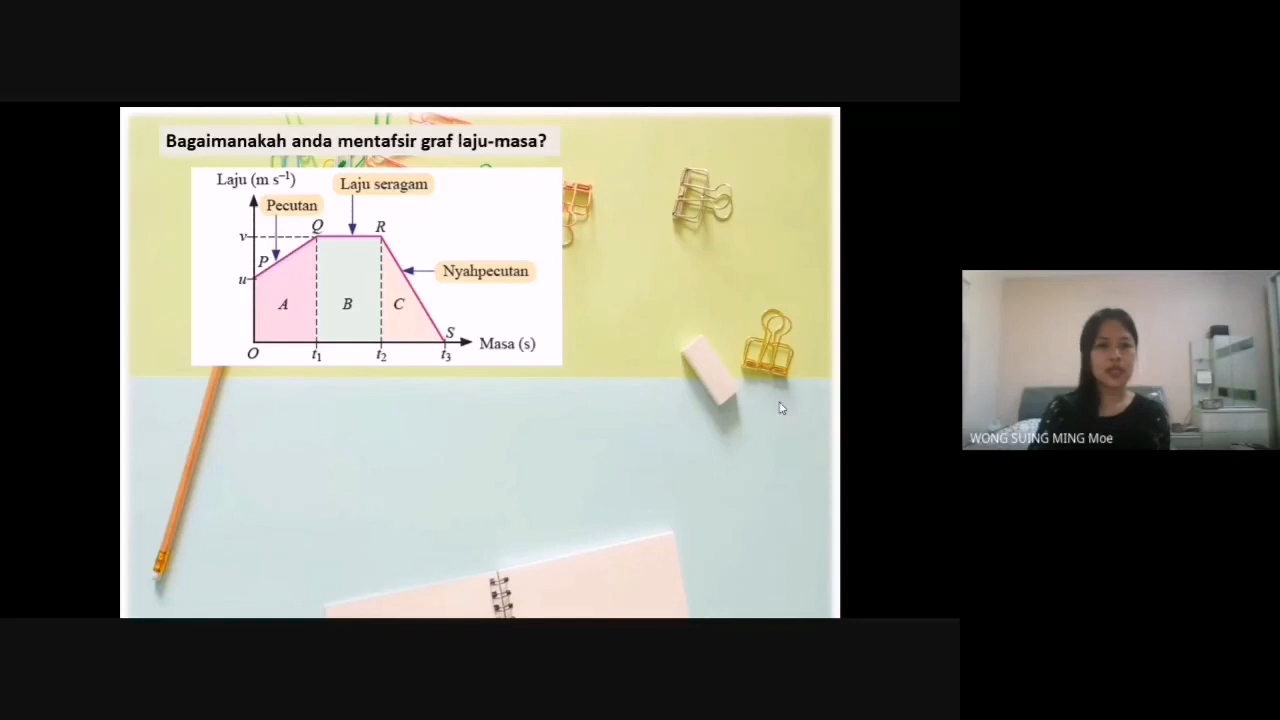 Bagaimanakah anda mentafsir graf laju-masa?
Laju (m s⁻¹)
Laju seragam
Pecutan
v
Q
R
P
u
Nyahpecutan
A
B
C
S
O
t₁
t₂
t₃
Masa (s)
WONG SUING MING Moe